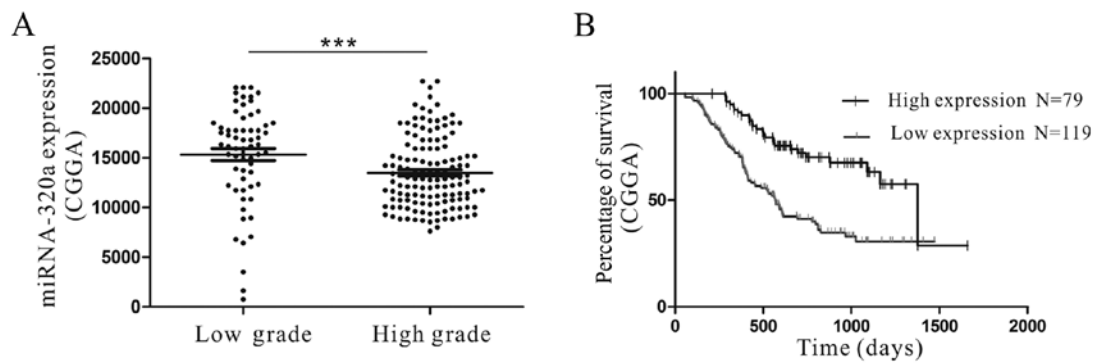 A
miRNA-320a expression
(CGGA)
25000
20000
15000
10000
5000
0
***
Low grade
High grade
B
Percentage of survival
(CGGA)
100
50
0
High expression N=79
Low expression N=119
0
500
1000
1500
2000
Time (days)